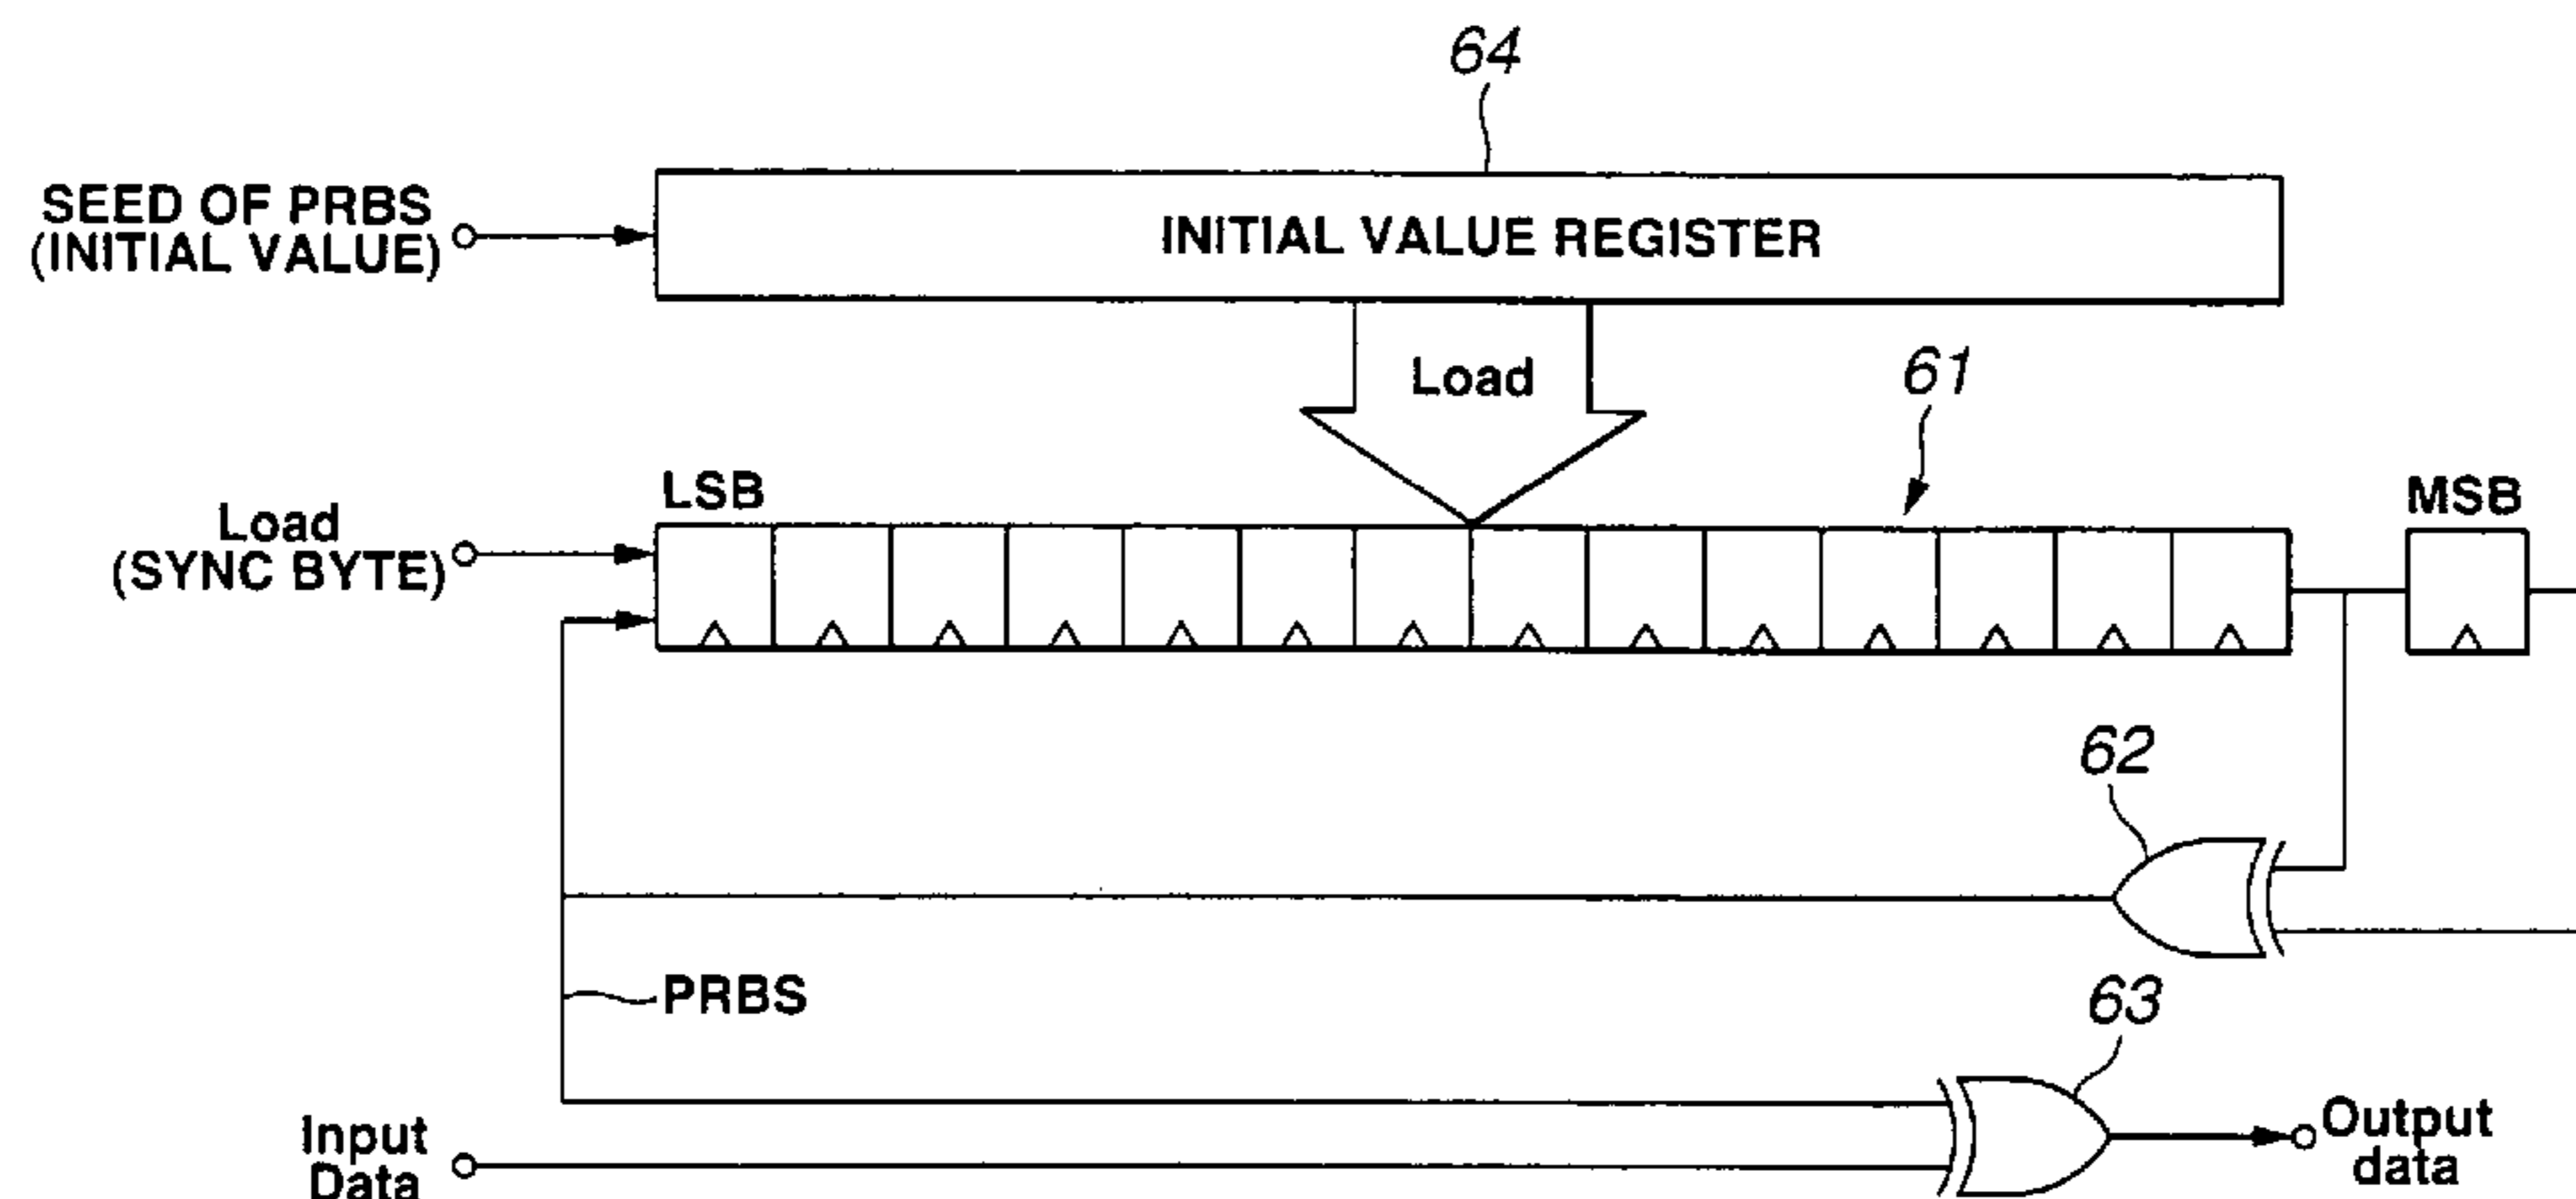 64
SEED OF PRBS
(INITIAL VALUE)
INITIAL VALUE REGISTER
Load
61
LSB
MSB
Load
(SYNC BYTE)
62
PRBS
63
Input
Data
Output
data